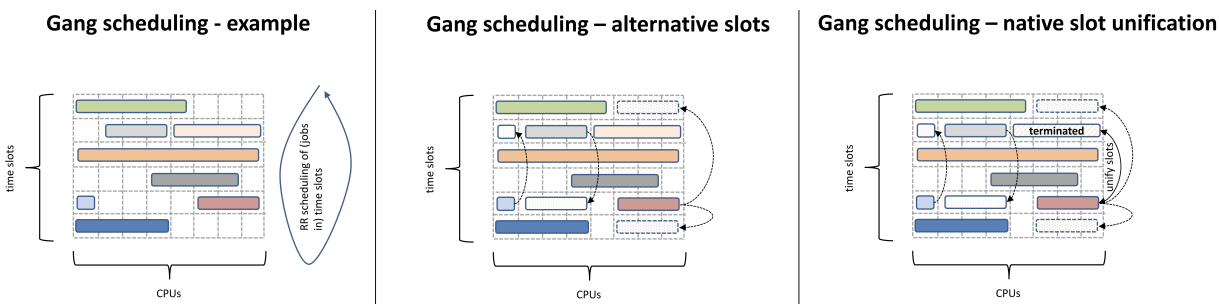 Gang scheduling - example
time slots
RR scheduling of (jobs
in) time slots
CPUs
Gang scheduling – alternative slots
time slots
CPUs
Gang scheduling – native slot unification
time slots
terminated
unify slots
CPUs